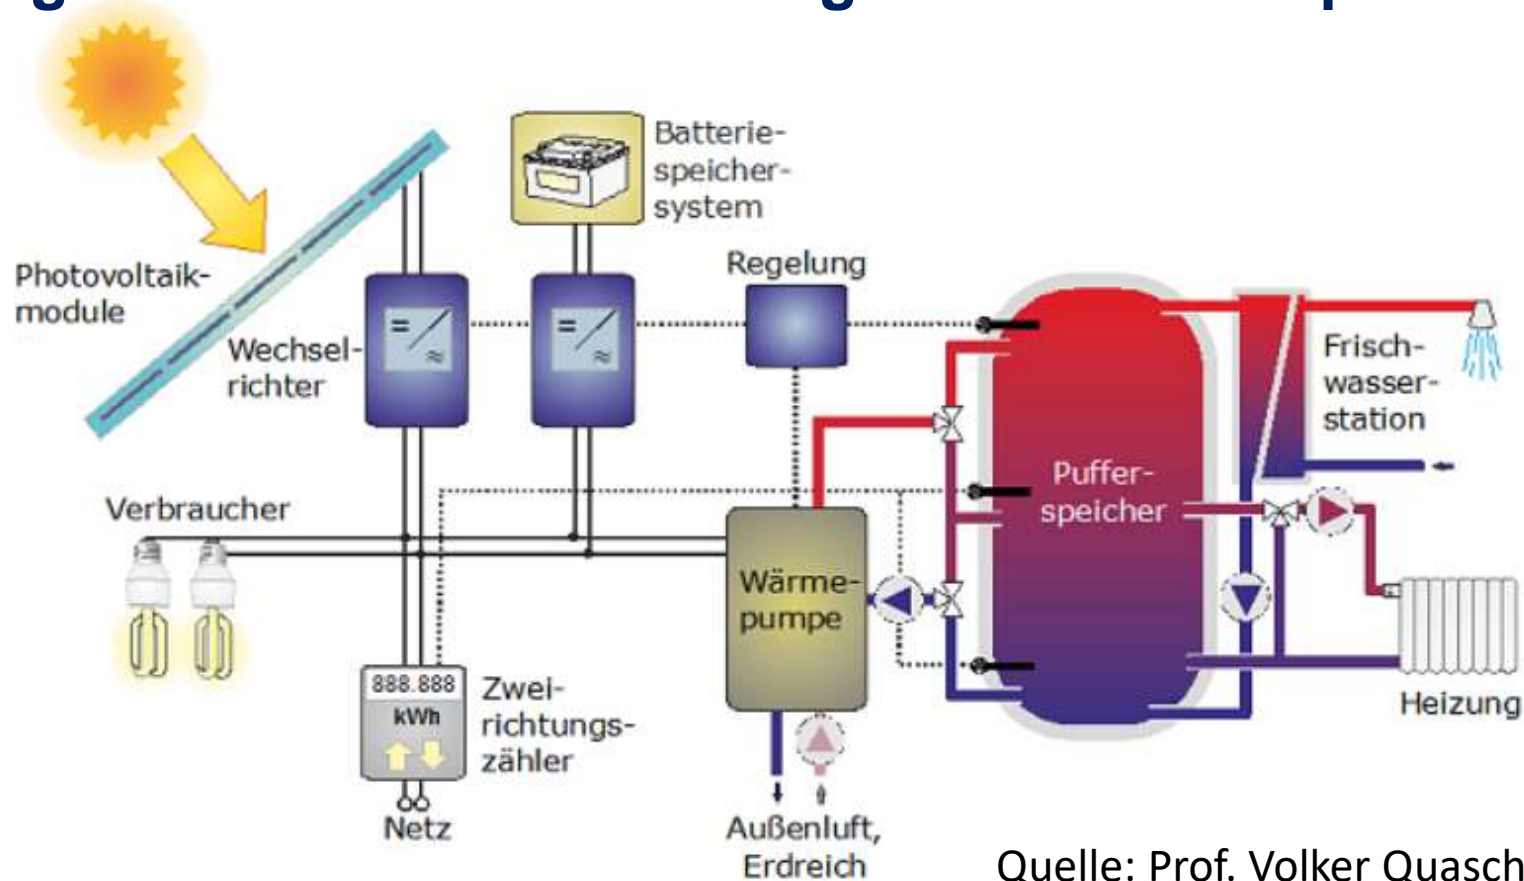 Batterie-
speicher-
system
Photovoltaik-
module
Regelung
Wechsel-
richter
Frisch-
wasser-
station
Puffer-
speicher
Verbraucher
Wärme-
pumpe
888.888
kWh
Zwei-
richtungs-
zähler
Heizung
Netz
Außenluft,
Erdreich
Quelle: Prof. Volker Quasch